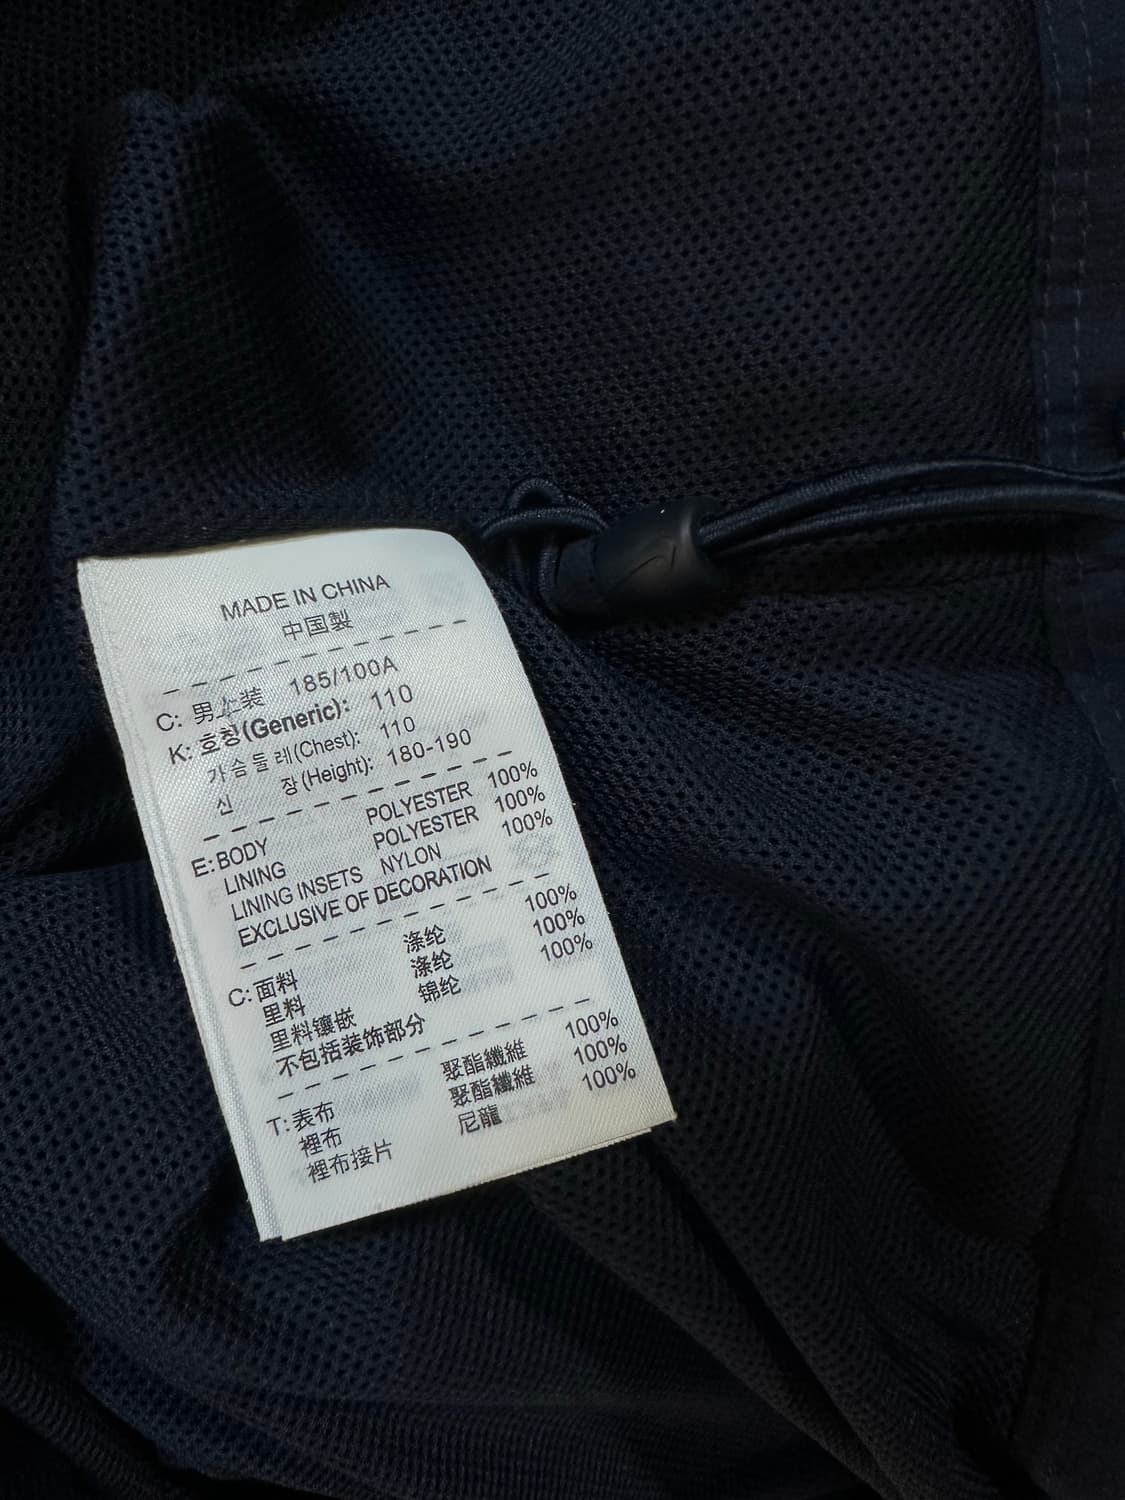 MADE IN CHINA
中国製
C: 男上装 185/100A
K: 호칭(Generic): 110
가슴둘레(Chest): 110
신 장(Height): 180-190
E: BODY POLYESTER 100%
LINING POLYESTER 100%
LINING INSETS NYLON 100%
EXCLUSIVE OF DECORATION
C: 面料 涤纶 100%
里料 涤纶 100%
里料镶嵌 锦纶 100%
不包括装饰部分
T: 表布 聚酯纖維 100%
裡布 聚酯纖維 100%
裡布接片 尼龍 100%